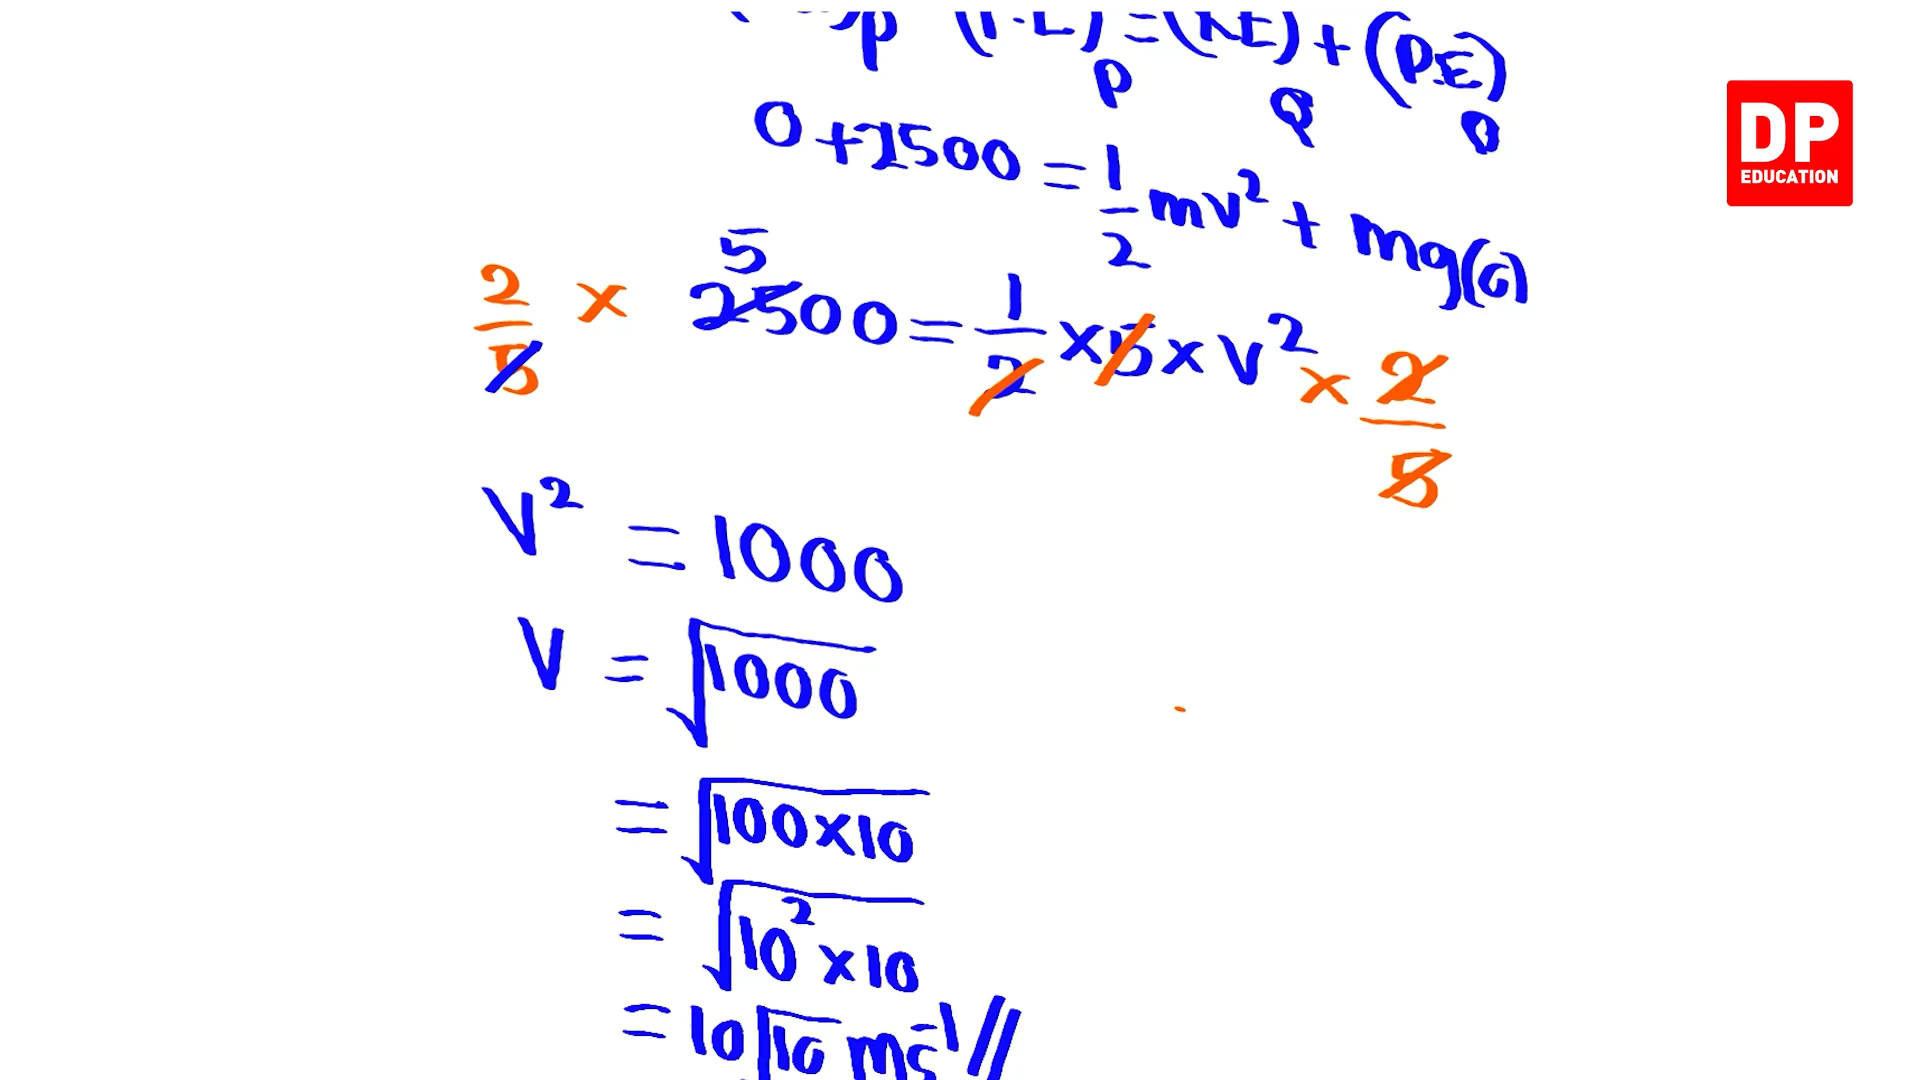 p (P.E)p = (KE)Q + (PE)Q
0 + 2500 = 1/2 mv² + mg(0)
2/5 × 2500 = 1/2 × 5 × v² × 2/5
5
V² = 1000
V = √1000
= √100×10
= √10²×10
= 10√10 ms⁻¹//
DP
EDUCATION